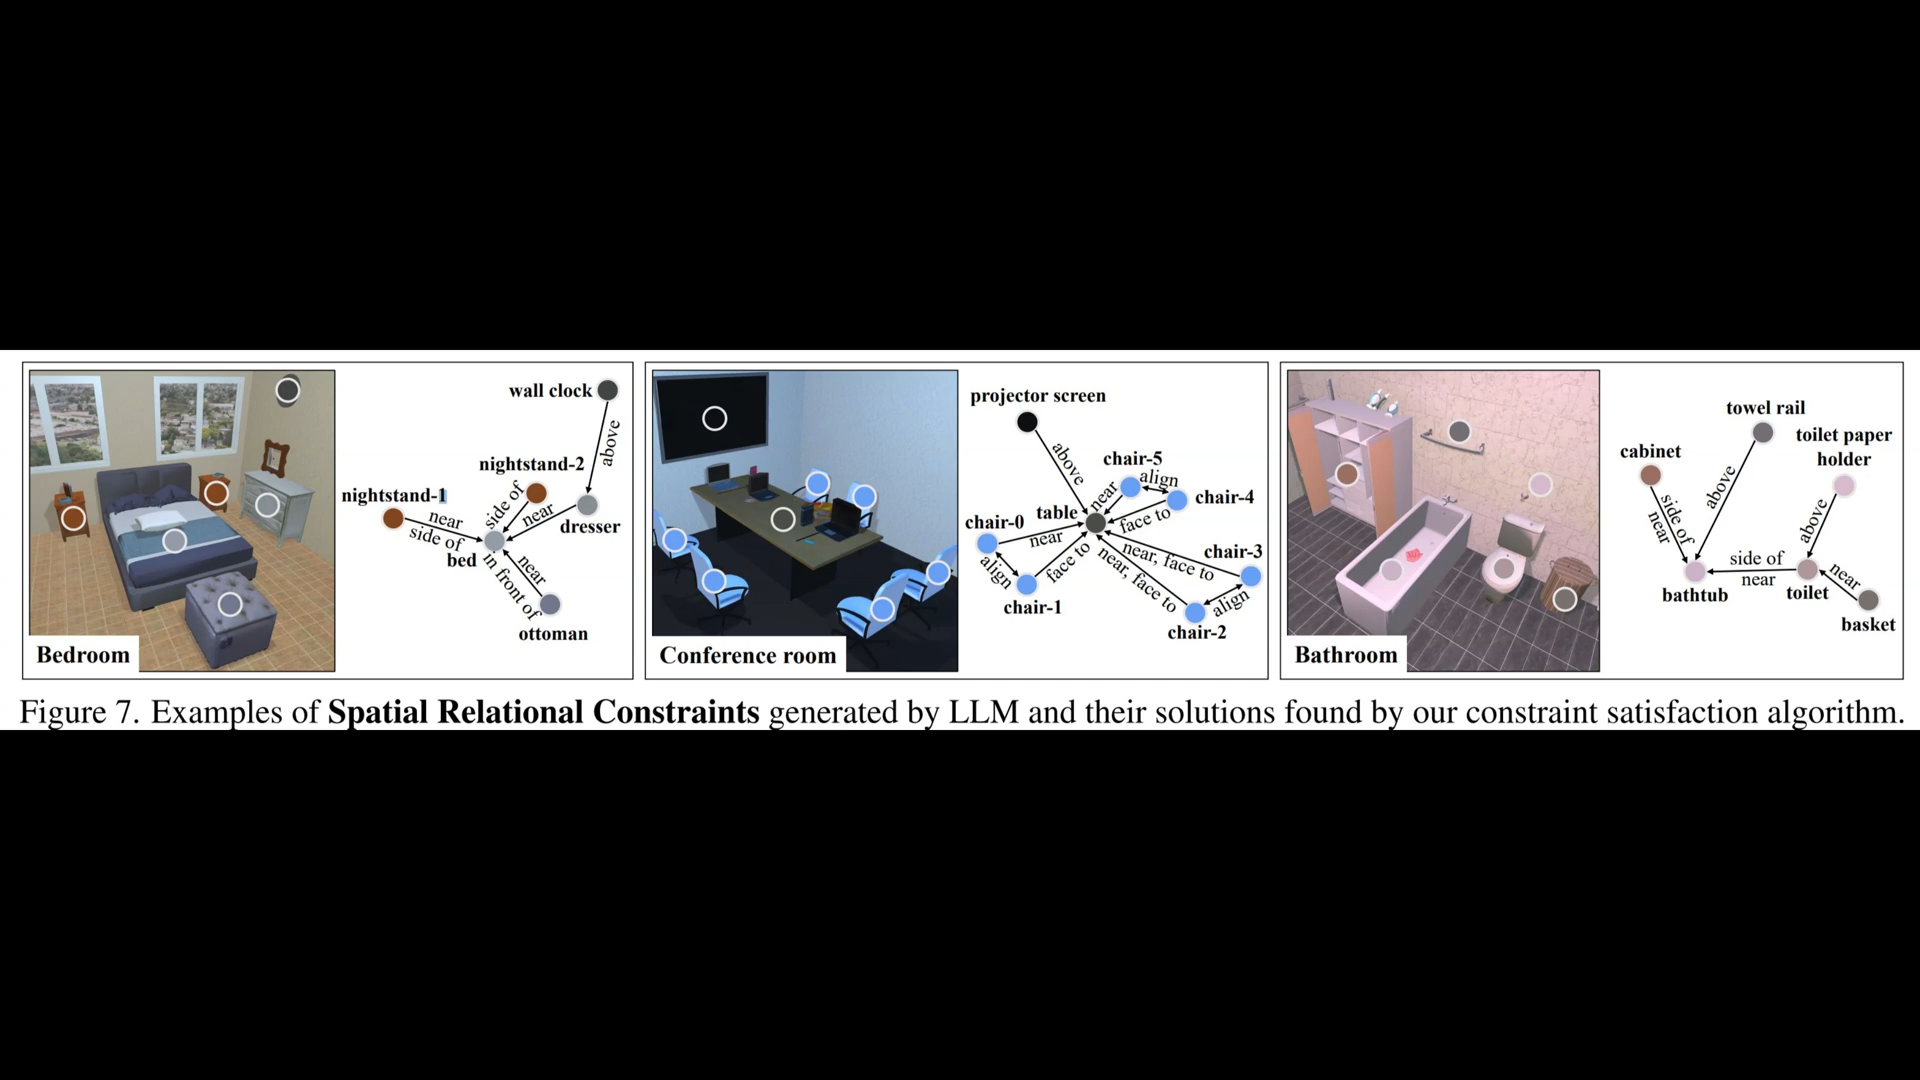 wall clock
above
nightstand-2
side of
near
dresser
nightstand-1
near
side of
bed
near
in front of
ottoman
Bedroom
projector screen
above
chair-5
near
align
chair-4
table
face to
chair-0
near
align
face to
chair-1
near, face to
chair-3
near, face to
align
chair-2
Conference room
towel rail
toilet paper
holder
cabinet
side of
near
above
above
side of
near
bathtub
toilet
near
basket
Bathroom
Figure 7. Examples of Spatial Relational Constraints generated by LLM and their solutions found by our constraint satisfaction algorithm.